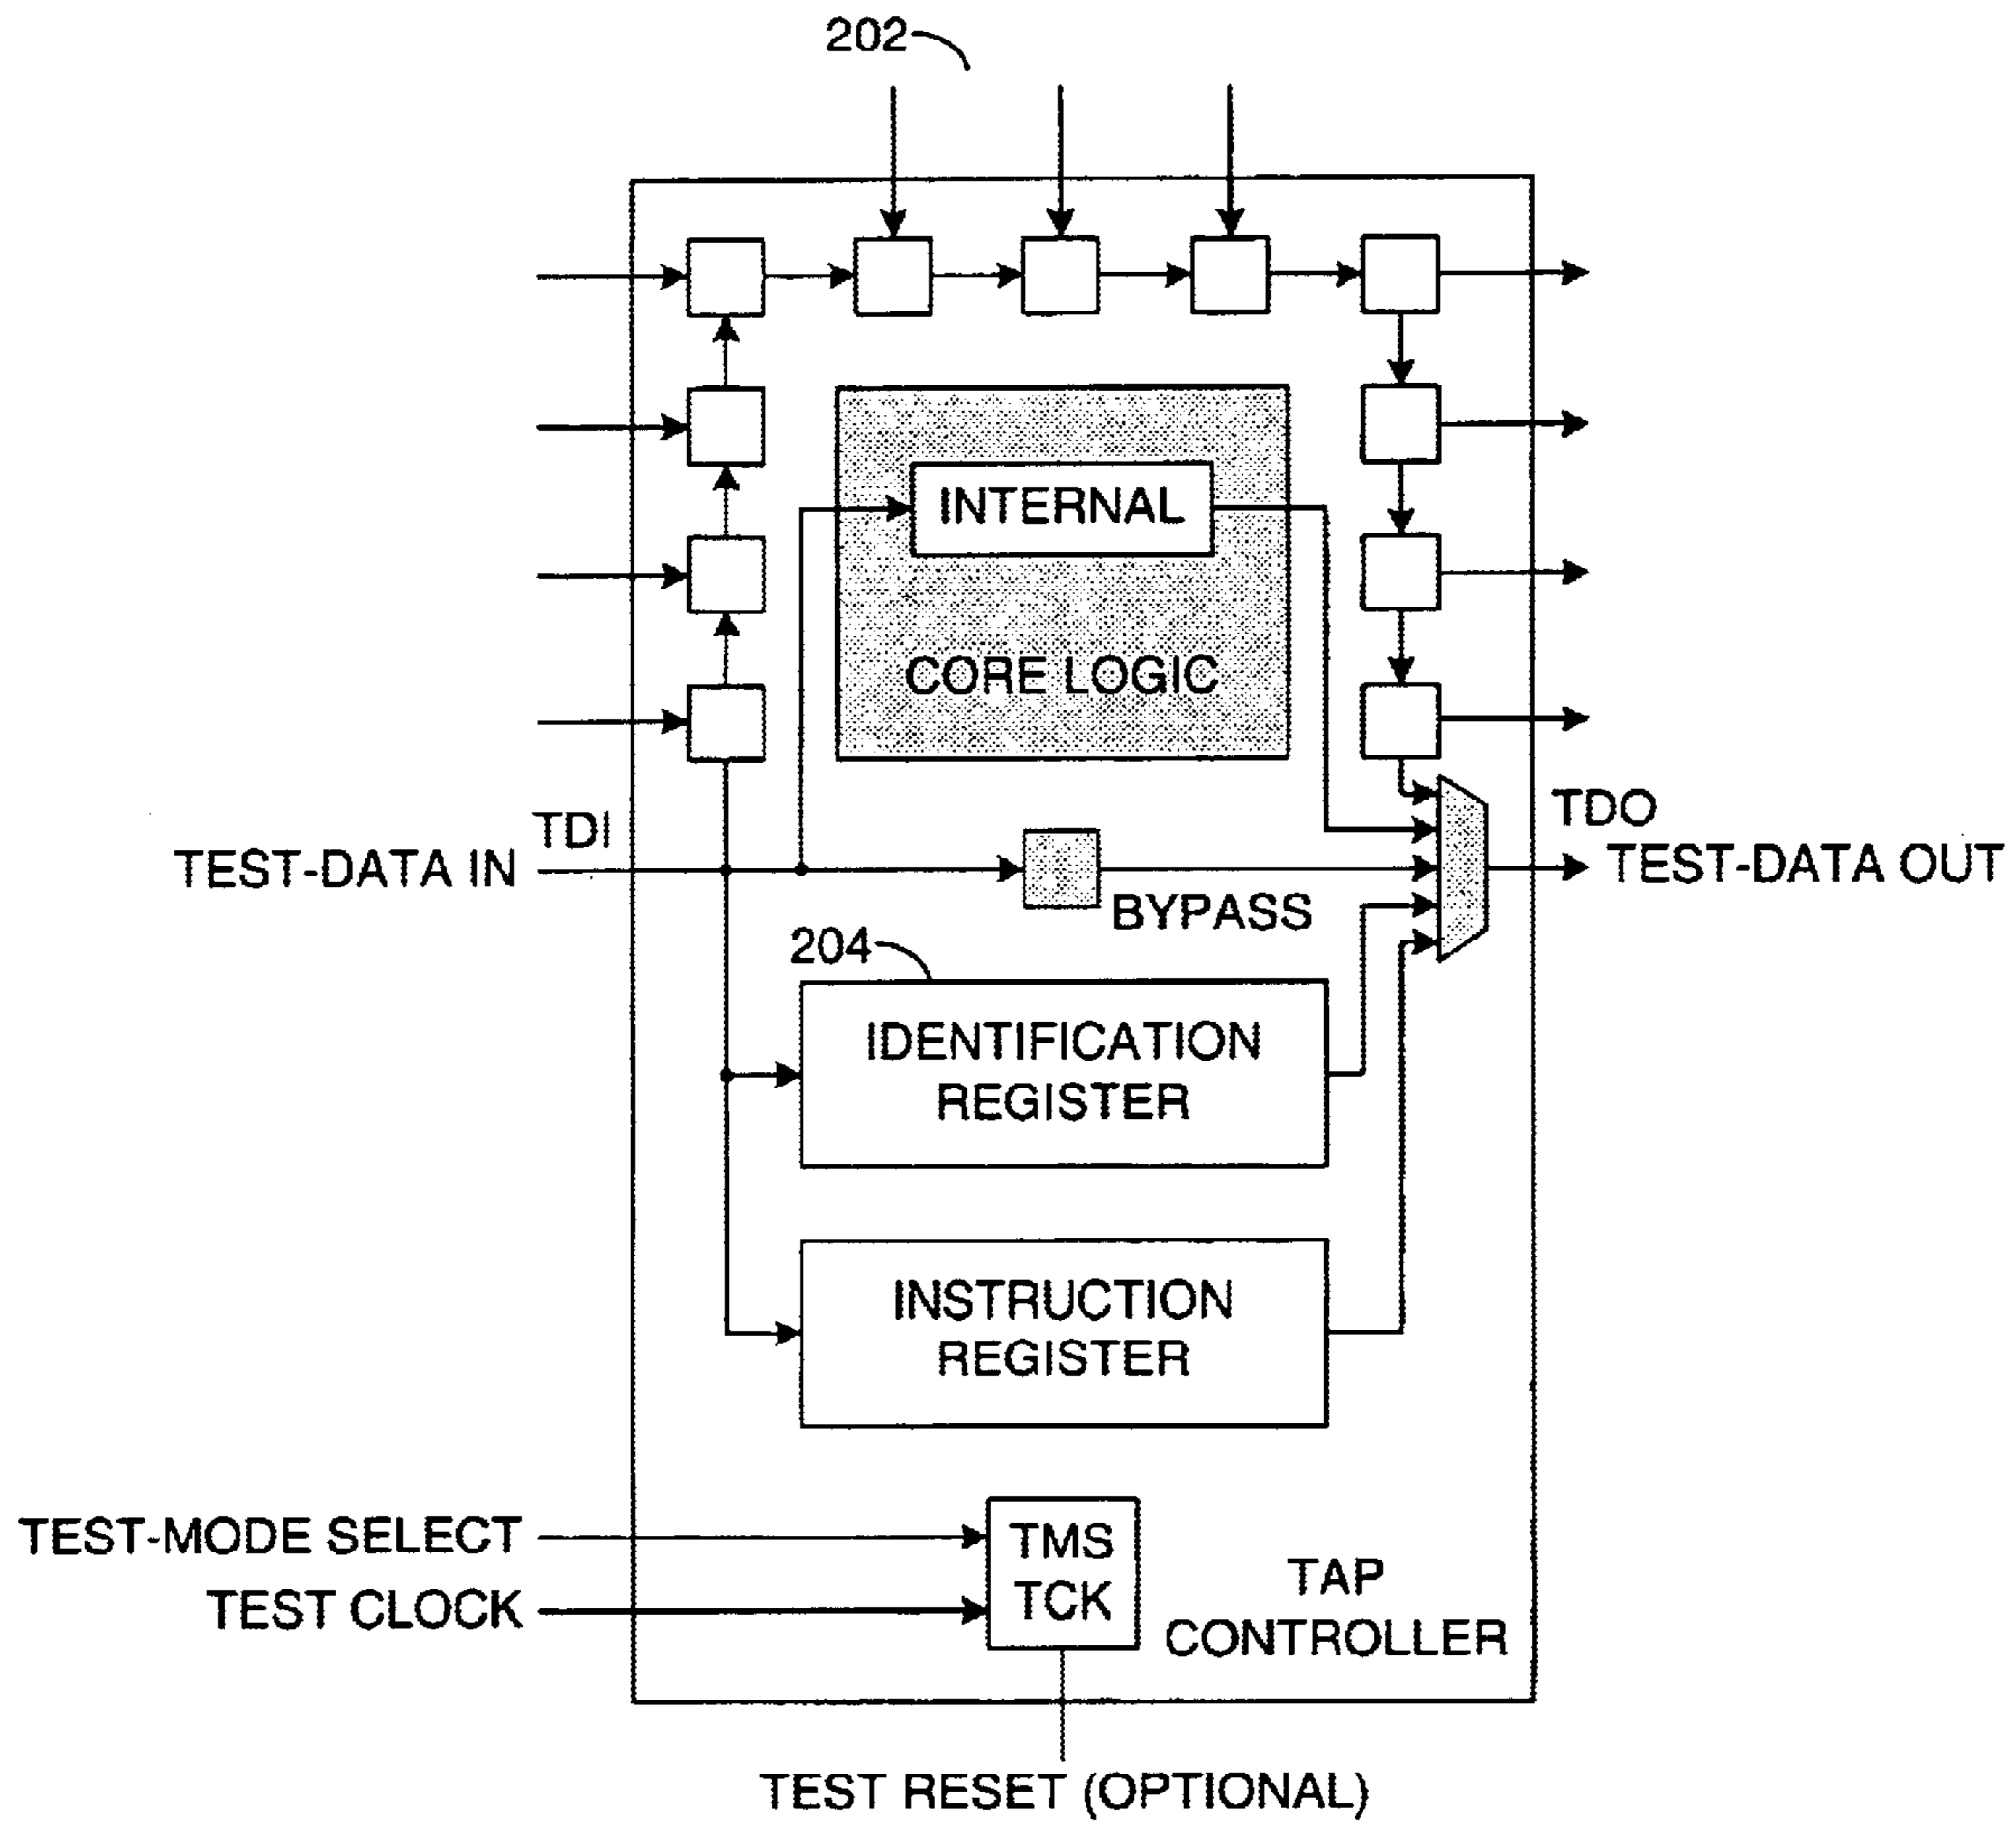 202
INTERNAL
CORE LOGIC
TDI
TEST-DATA IN
TDO
TEST-DATA OUT
BYPASS
204
IDENTIFICATION
REGISTER
INSTRUCTION
REGISTER
TEST-MODE SELECT
TEST CLOCK
TMS
TCK
TAP
CONTROLLER
TEST RESET (OPTIONAL)